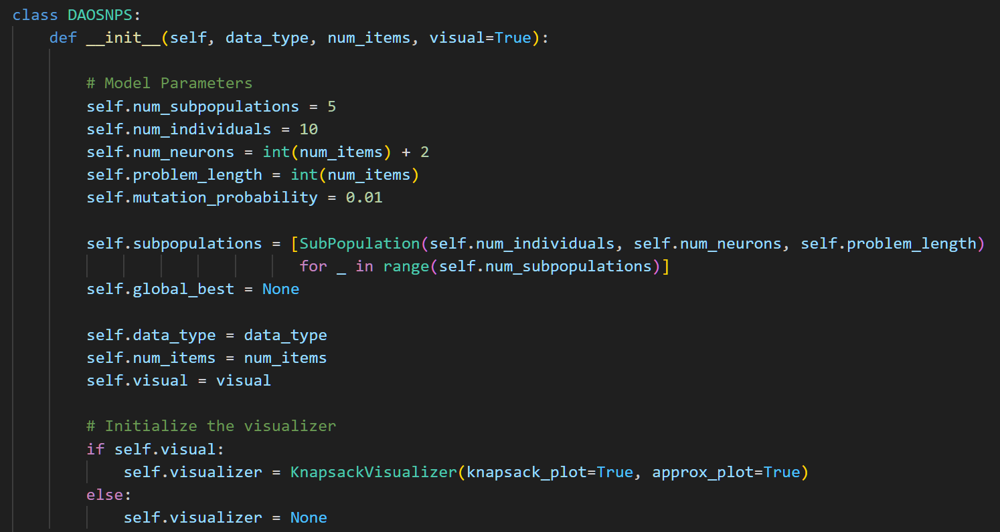 class DAOSNPS:
    def __init__(self, data_type, num_items, visual=True):

        # Model Parameters
        self.num_subpopulations = 5
        self.num_individuals = 10
        self.num_neurons = int(num_items) + 2
        self.problem_length = int(num_items)
        self.mutation_probability = 0.01

        self.subpopulations = [SubPopulation(self.num_individuals, self.num_neurons, self.problem_length)
                               for _ in range(self.num_subpopulations)]
        self.global_best = None

        self.data_type = data_type
        self.num_items = num_items
        self.visual = visual

        # Initialize the visualizer
        if self.visual:
            self.visualizer = KnapsackVisualizer(knapsack_plot=True, approx_plot=True)
        else:
            self.visualizer = None